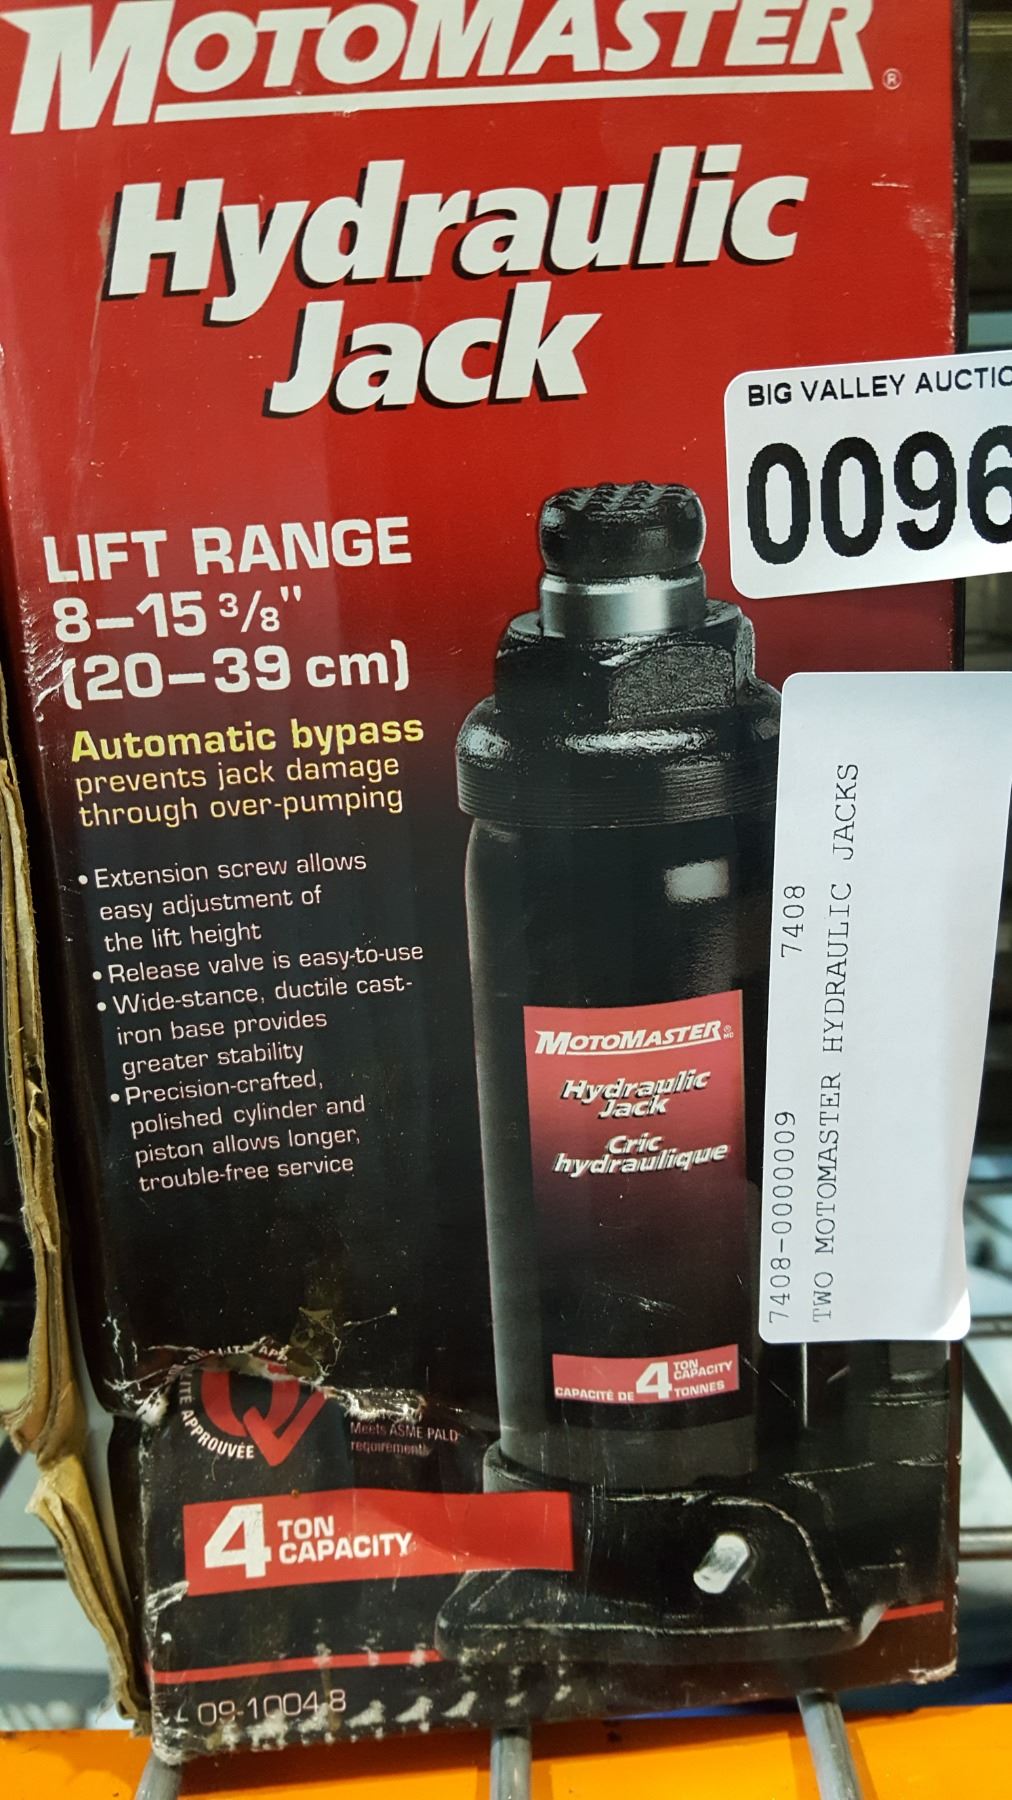 MOTOMASTER®
Hydraulic
Jack
BIG VALLEY AUCTIO
0096
LIFT RANGE
8–15 3/8"
(20–39 cm)
Automatic bypass
prevents jack damage
through over-pumping
• Extension screw allows
easy adjustment of
the lift height
• Release valve is easy-to-use
• Wide-stance, ductile cast-
iron base provides
greater stability
• Precision-crafted,
polished cylinder and
piston allows longer,
trouble-free service
7408-0000009 7408
TWO MOTOMASTER HYDRAULIC JACKS
MOTOMASTER
Hydraulic
Jack
Cric
hydraulique
CAPACITÉ DE 4 TON CAPACITY
TONNES
APPROUVÉE
Meets ASME PALD
requirements
4 TON
CAPACITY
09-1004-8